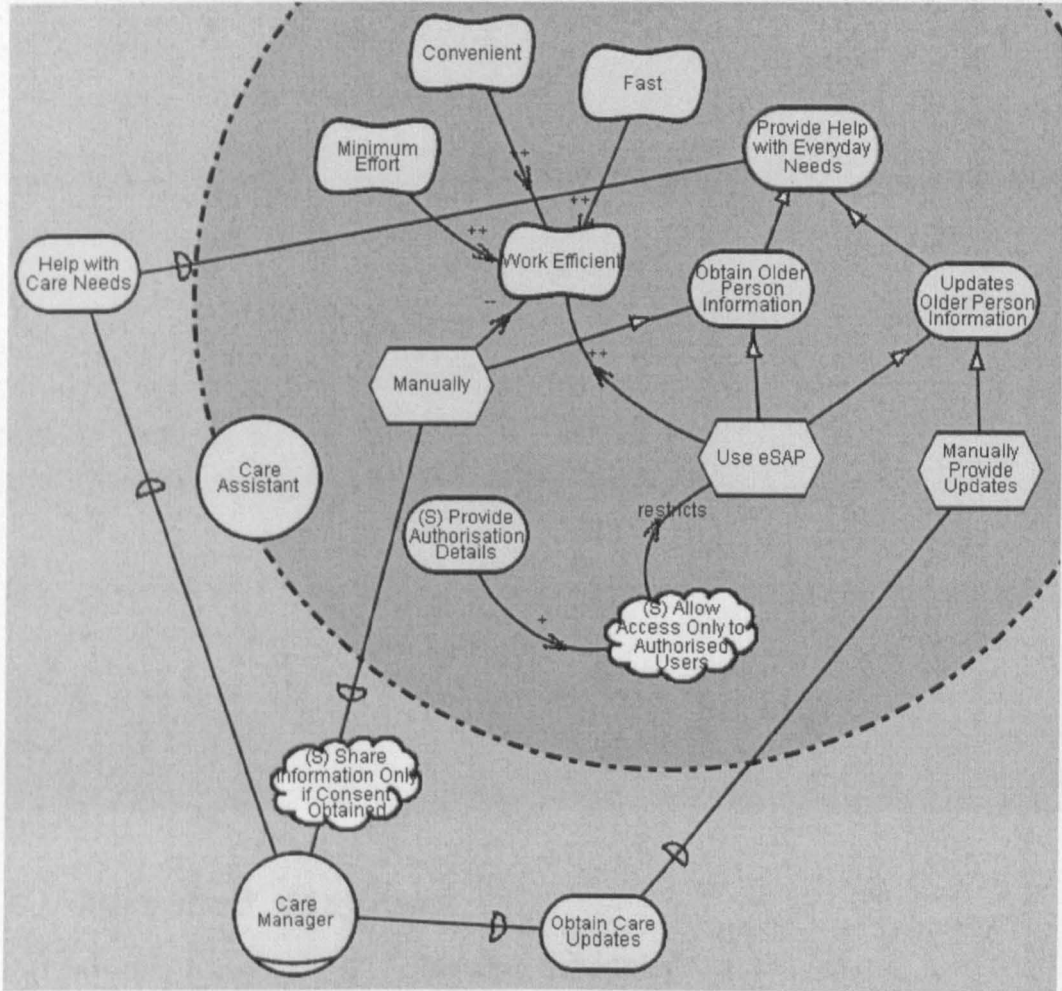 Convenient
Fast
Minimum
Effort
Provide Help
with Everyday
Needs
+
++
++
Work Efficient
Help with
Care Needs
Obtain Older
Person
Information
Updates
Older Person
Information
--
++
Manually
Care
Assistant
Use eSAP
Manually
Provide
Updates
restricts
(S) Provide
Authorisation
Details
+
(S) Allow
Access Only to
Authorised
Users
(S) Share
Information Only
if Consent
Obtained
Care
Manager
Obtain Care
Updates